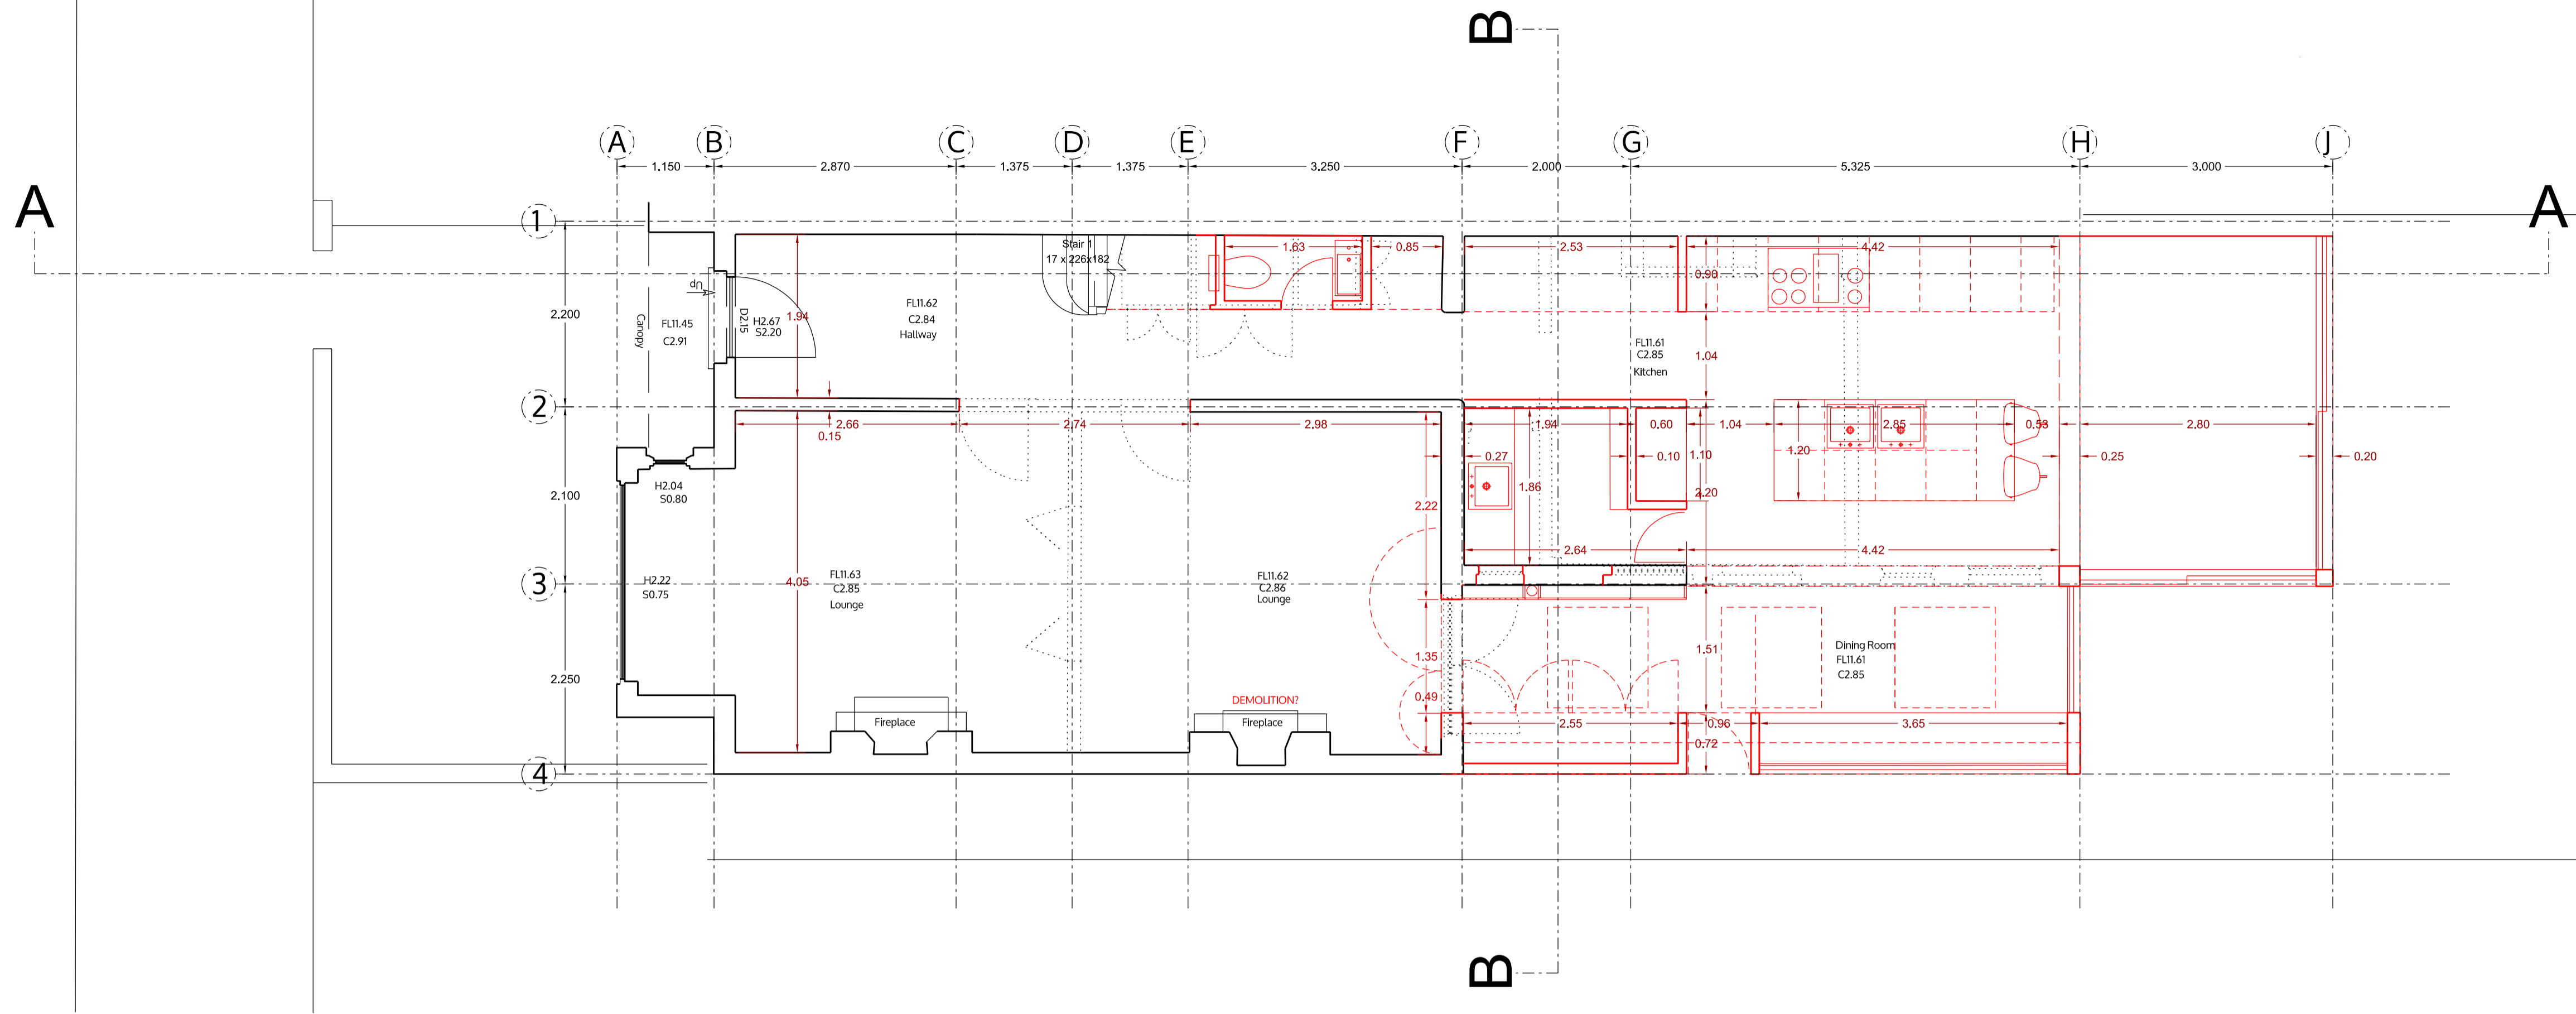 B
A B C D E F G H J
1.150 2.870 1.375 1.375 3.250 2.000 5.325 3.000
A A
1
Stair 1
17 x 226x182
1.63 0.85 2.53 4.42
0.90
Up
Canopy
FL11.45
C2.91
D2.15
H2.67
S2.20
1.94
FL11.62
C2.84
Hallway
2.200
FL11.61
C2.85
Kitchen
1.04
2
2.66 2.74 2.98 1.94 0.60 1.04 2.85 0.53 2.80
0.15
0.27 0.10 1.10 1.20 0.25 0.20
H2.04
S0.80
2.100
1.86
2.20
2.22
2.64 4.42
3
H2.22
S0.75
4.05
FL11.63
C2.85
Lounge
FL11.62
C2.86
Lounge
2.250
1.35
0.49
1.51
Dining Room
FL11.61
C2.85
DEMOLITION?
Fireplace Fireplace
2.55 0.96 3.65
0.72
4
B